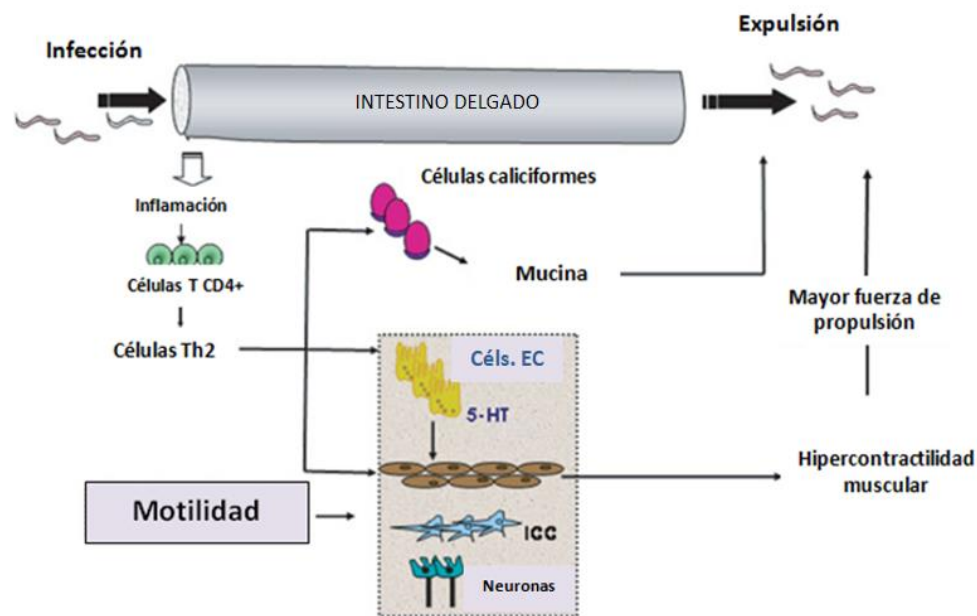 Infección
Expulsión
INTESTINO DELGADO
Inflamación
Células T CD4+
Células Th2
Células caliciformes
Mucina
Mayor fuerza de
propulsión
Céls. EC
5-HT
Hipercontractilidad
muscular
Motilidad
ICC
Neuronas